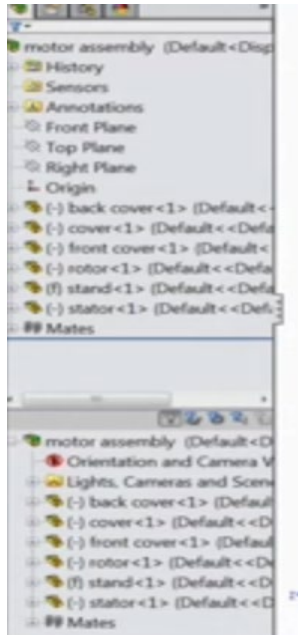 motor assembly (Default<Disp
History
Sensors
Annotations
Front Plane
Top Plane
Right Plane
Origin
(-) back cover<1> (Default<
(-) cover<1> (Default<<Defa
(-) front cover<1> (Default<
(-) rotor<1> (Default<<Defa
(f) stand<1> (Default<<Defa
(-) stator<1> (Default<<Defa
Mates
motor assembly (Default<D
Orientation and Camera V
Lights, Cameras and Scen
(-) back cover<1> (Defaul
(-) cover<1> (Default<<D
(-) front cover<1> (Defaul
(-) rotor<1> (Default<<D
(f) stand<1> (Default<<D
(-) stator<1> (Default<<D
Mates